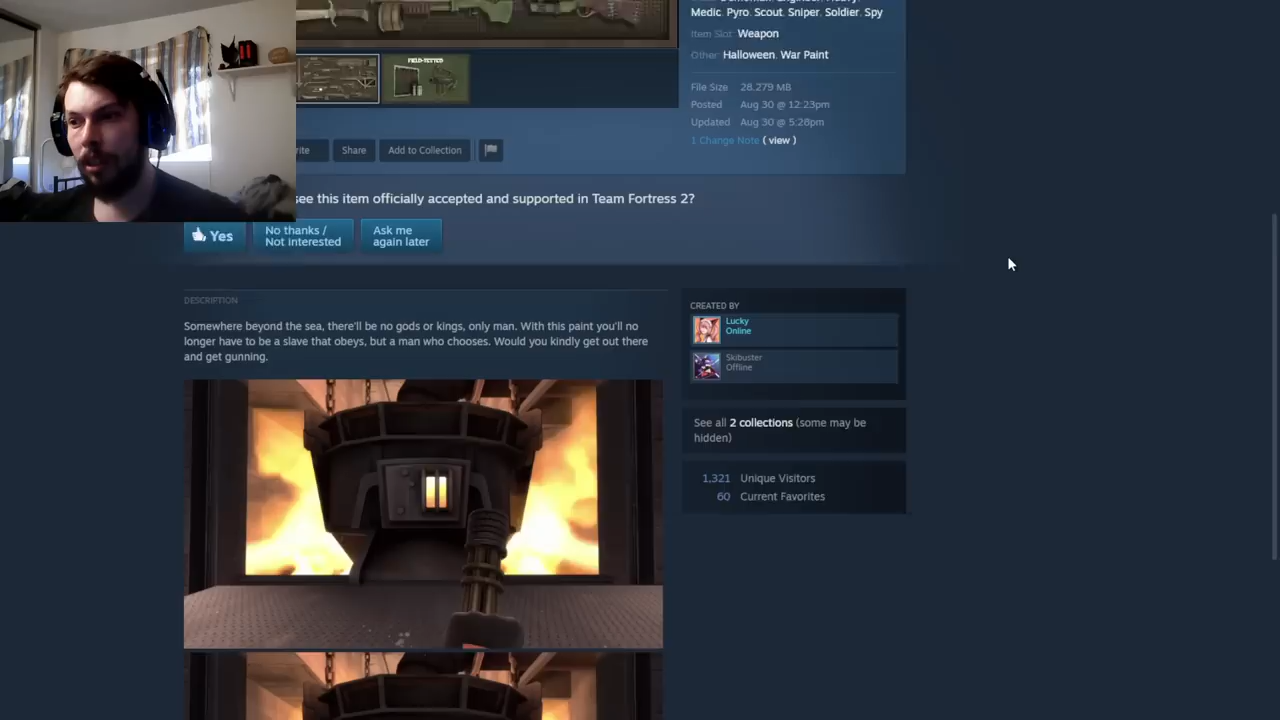 Medic, Pyro, Scout, Sniper, Soldier, Spy
Item Slot: Weapon
Other: Halloween, War Paint
FIELD-TESTED
File Size 28.279 MB
Posted Aug 30 @ 12:23pm
Updated Aug 30 @ 5:28pm
1 Change Note ( view )
Share
Add to Collection
see this item officially accepted and supported in Team Fortress 2?
Yes
No thanks /
Not interested
Ask me
again later
DESCRIPTION
Somewhere beyond the sea, there'll be no gods or kings, only man. With this paint you'll no
longer have to be a slave that obeys, but a man who chooses. Would you kindly get out there
and get gunning.
CREATED BY
Lucky
Online
Skibuster
Offline
See all 2 collections (some may be
hidden)
1,321 Unique Visitors
60 Current Favorites